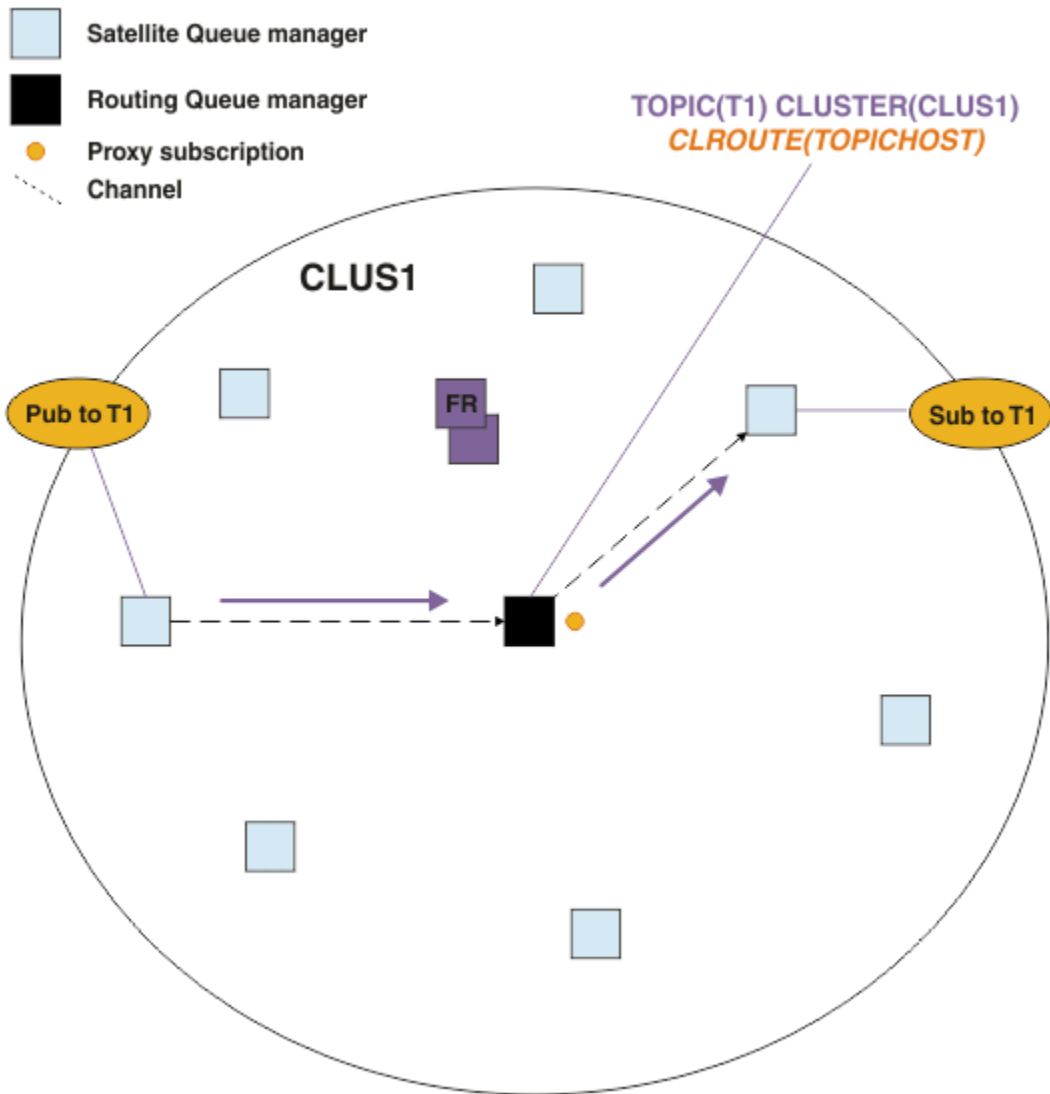 Satellite Queue manager
Routing Queue manager
Proxy subscription
Channel
TOPIC(T1) CLUSTER(CLUS1)
CLROUTE(TOPICHOST)
CLUS1
FR
Pub to T1
Sub to T1